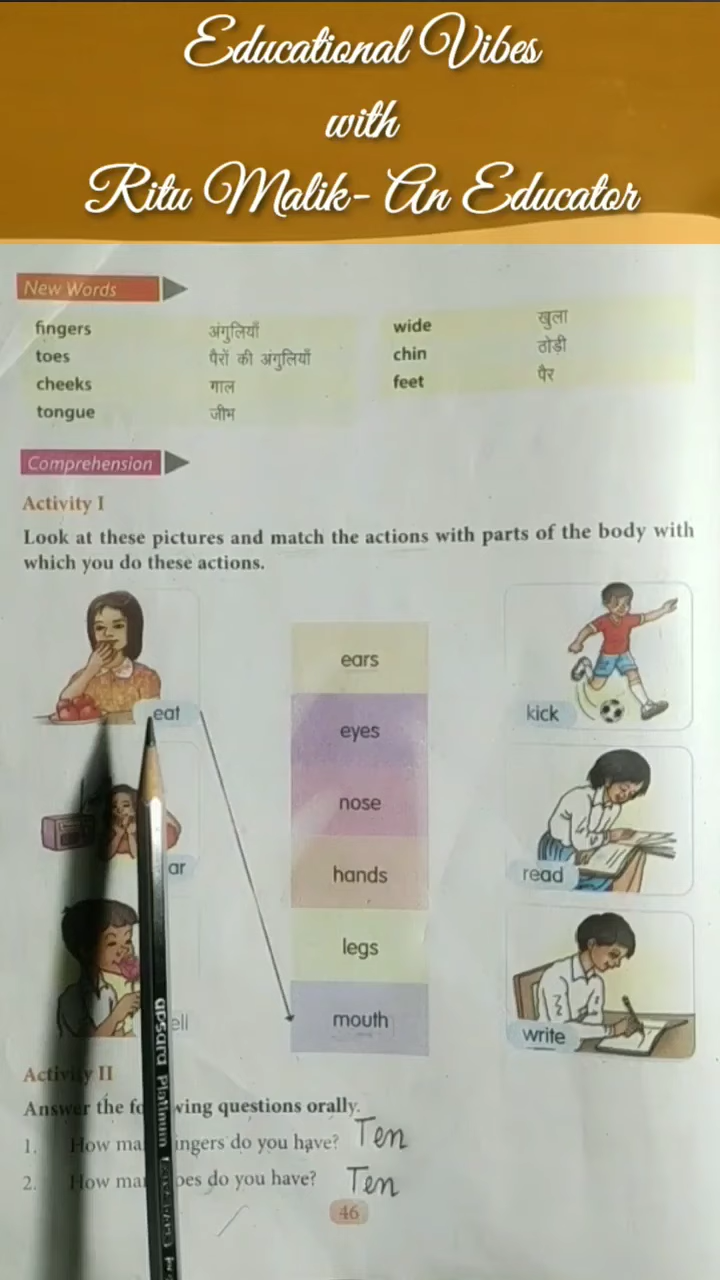 Educational Vibes
with
Ritu Malik- An Educator
New Words
fingers अंगुलियाँ
toes पैरों की अंगुलियाँ
cheeks गाल
tongue जीभ
wide खुला
chin ठोड़ी
feet पैर
Comprehension
Activity I
Look at these pictures and match the actions with parts of the body with
which you do these actions.
eat
ar
ell
ears
eyes
nose
hands
legs
mouth
kick
read
write
Activity II
Answer the fo wing questions orally.
1. How ma ingers do you have? Ten
2. How ma oes do you have? Ten
46
apsara Platinum